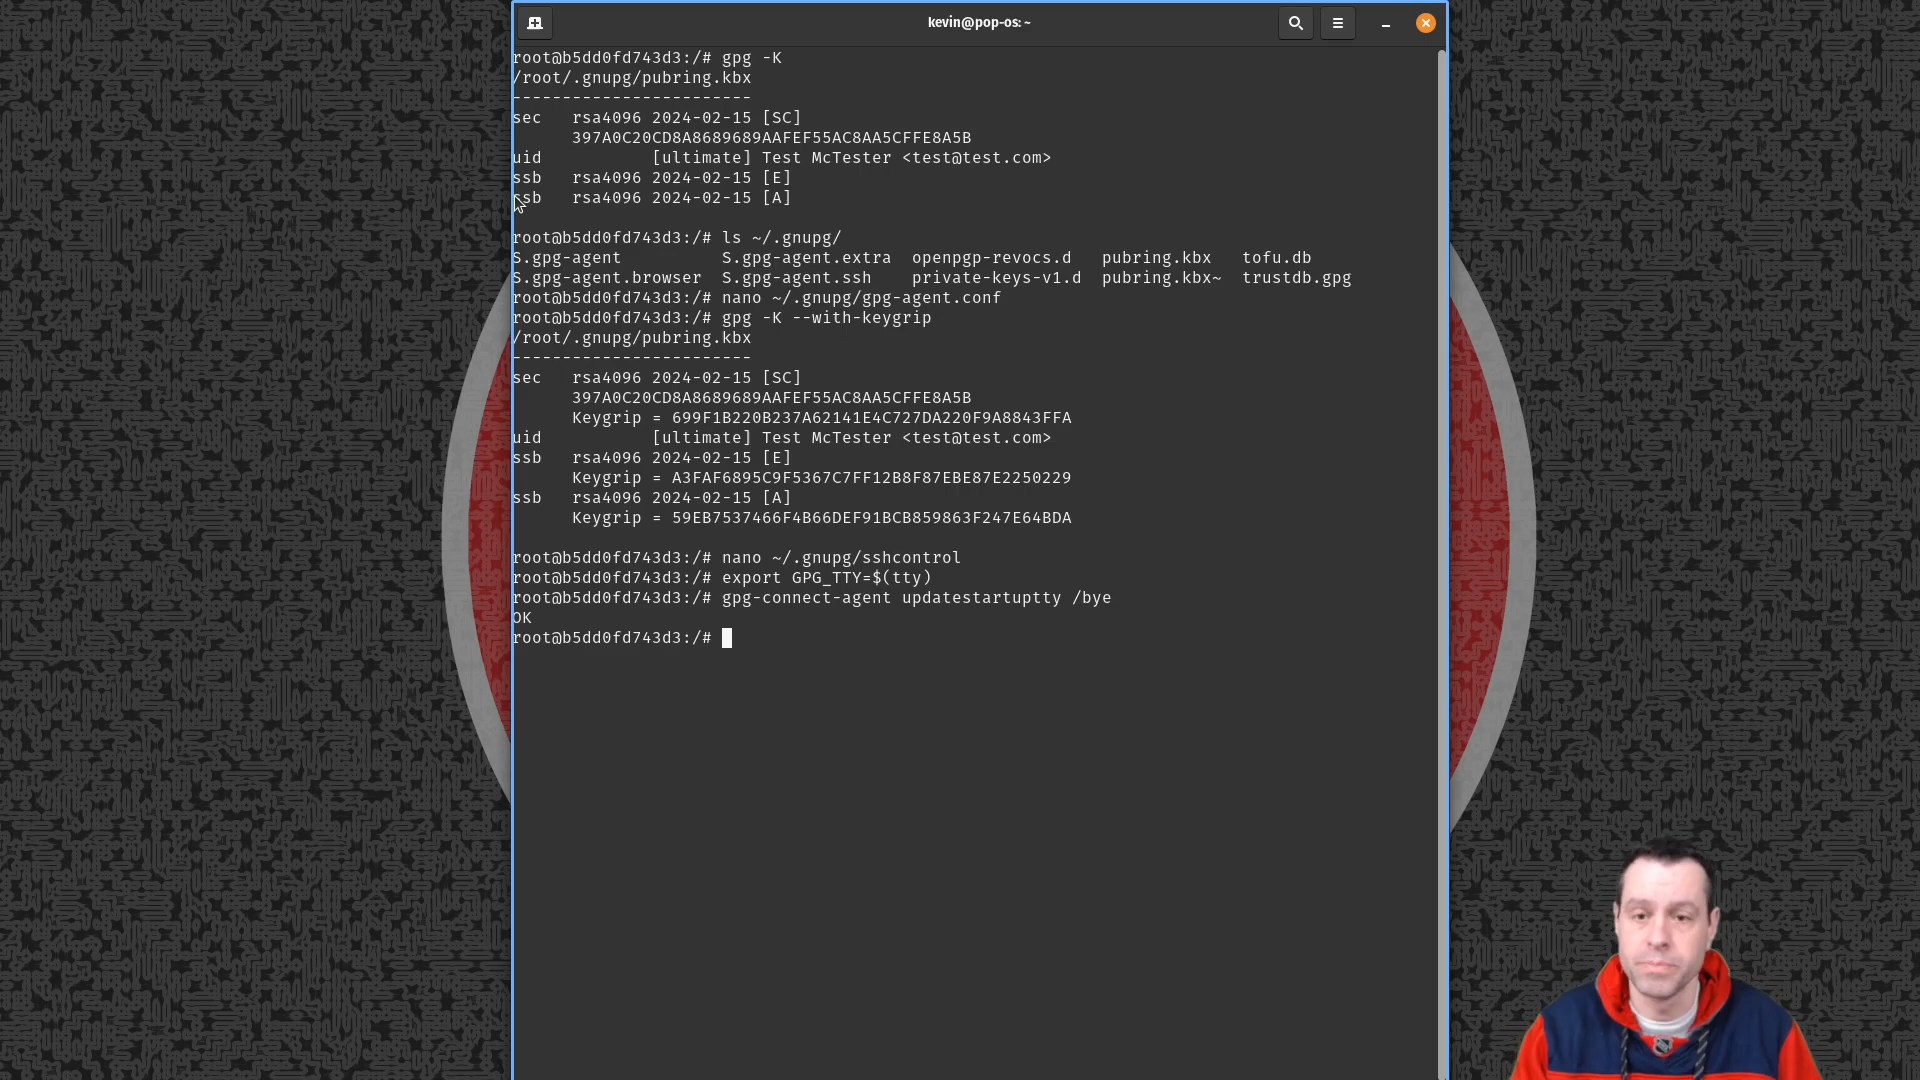 kevin@pop-os: ~
root@b5dd0fd743d3:/# gpg -K
/root/.gnupg/pubring.kbx
------------------------
sec   rsa4096 2024-02-15 [SC]
      397A0C20CD8A8689689AAFEF55AC8AA5CFFE8A5B
uid           [ultimate] Test McTester <test@test.com>
ssb   rsa4096 2024-02-15 [E]
ssb   rsa4096 2024-02-15 [A]
root@b5dd0fd743d3:/# ls ~/.gnupg/
S.gpg-agent          S.gpg-agent.extra  openpgp-revocs.d   pubring.kbx   tofu.db
S.gpg-agent.browser  S.gpg-agent.ssh    private-keys-v1.d  pubring.kbx~  trustdb.gpg
root@b5dd0fd743d3:/# nano ~/.gnupg/gpg-agent.conf
root@b5dd0fd743d3:/# gpg -K --with-keygrip
/root/.gnupg/pubring.kbx
------------------------
sec   rsa4096 2024-02-15 [SC]
      397A0C20CD8A8689689AAFEF55AC8AA5CFFE8A5B
      Keygrip = 699F1B220B237A62141E4C727DA220F9A8843FFA
uid           [ultimate] Test McTester <test@test.com>
ssb   rsa4096 2024-02-15 [E]
      Keygrip = A3FAF6895C9F5367C7FF12B8F87EBE87E2250229
ssb   rsa4096 2024-02-15 [A]
      Keygrip = 59EB7537466F4B66DEF91BCB859863F247E64BDA
root@b5dd0fd743d3:/# nano ~/.gnupg/sshcontrol
root@b5dd0fd743d3:/# export GPG_TTY=$(tty)
root@b5dd0fd743d3:/# gpg-connect-agent updatestartuptty /bye
OK
root@b5dd0fd743d3:/#